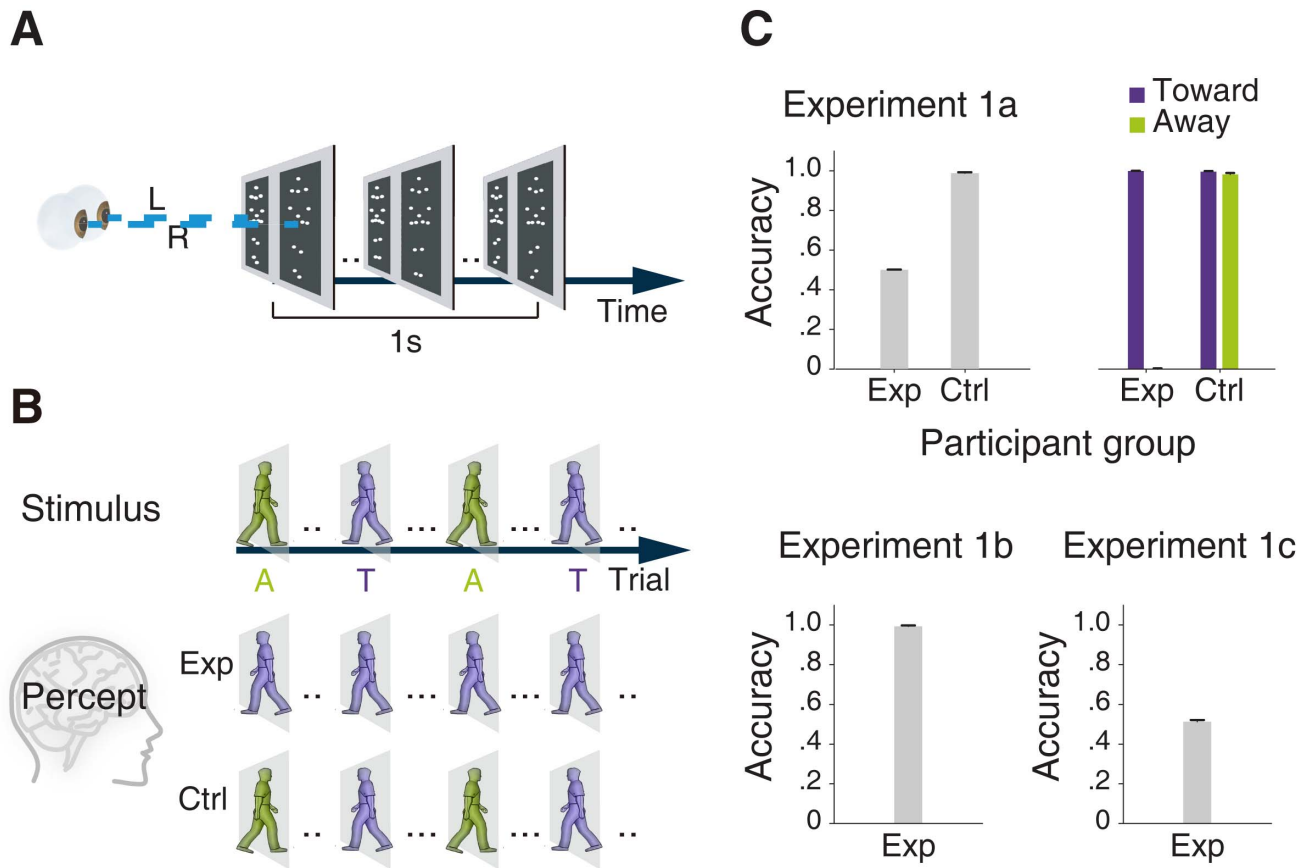 A
L
R
..
..
Time
1s
B
Stimulus
.. ... ... ..
A T A T Trial
Percept
Exp
.. ... ... ..
Ctrl
.. ... ... ..
C
Experiment 1a
Toward
Away
Accuracy
1.0
.8
.6
.4
.2
0
Exp Ctrl
Exp Ctrl
Participant group
Experiment 1b
Accuracy
1.0
.8
.6
.4
.2
0
Exp
Experiment 1c
Accuracy
1.0
.8
.6
.4
.2
0
Exp